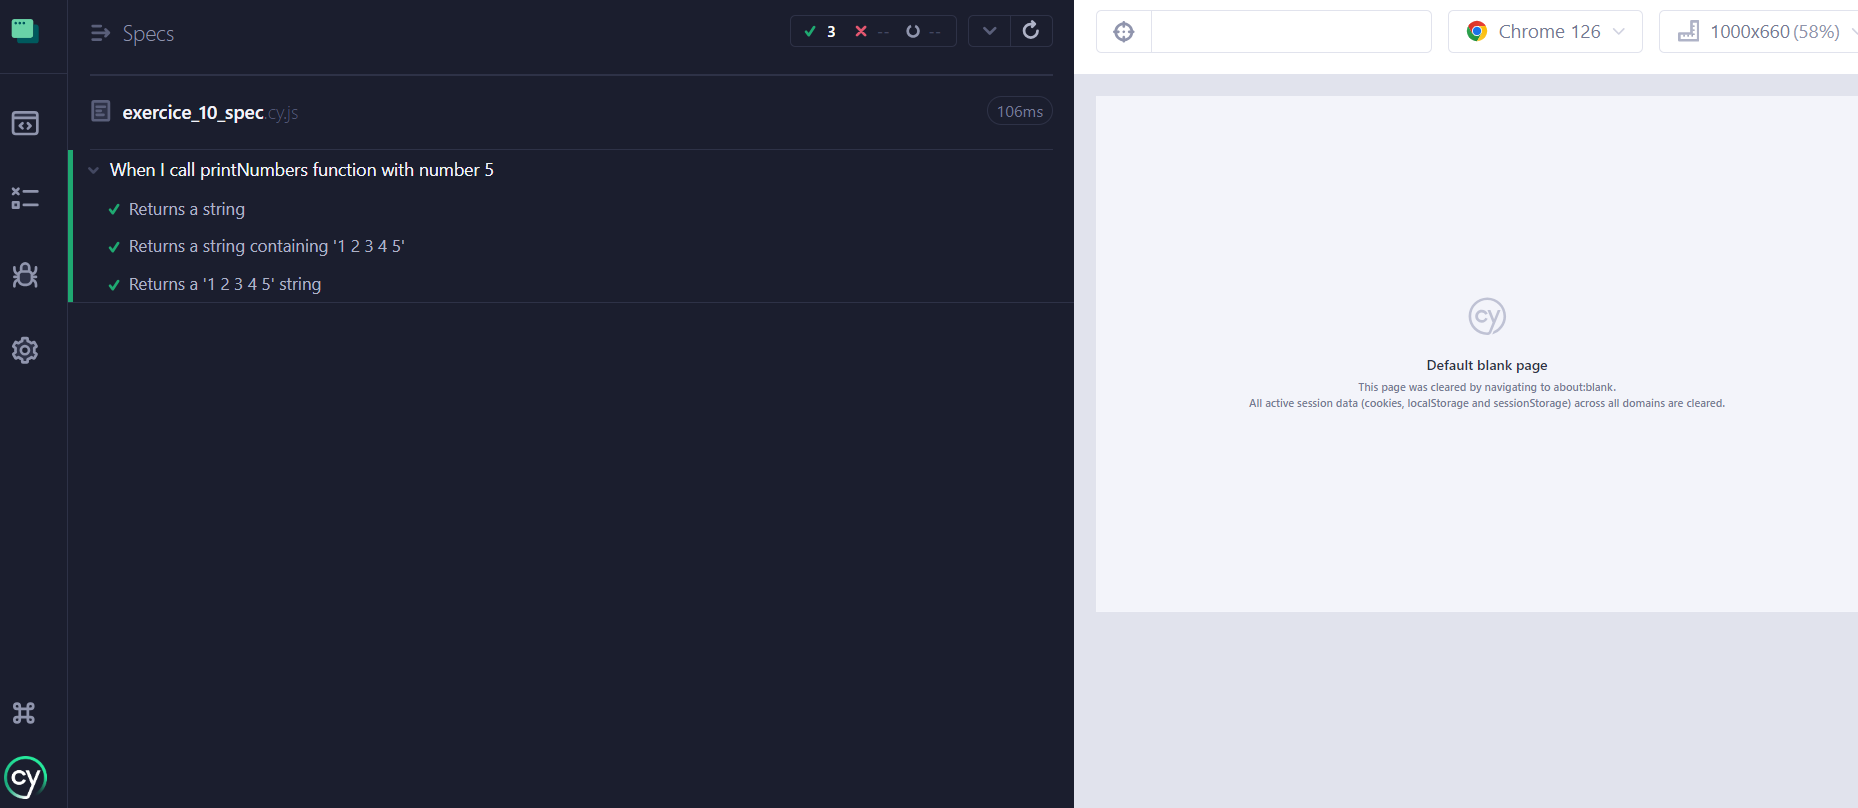 Specs
3 -- --
exercice_10_spec.cy.js
106ms
When I call printNumbers function with number 5
Returns a string
Returns a string containing '1 2 3 4 5'
Returns a '1 2 3 4 5' string
cy
Chrome 126
1000x660 (58%)
cy
Default blank page
This page was cleared by navigating to about:blank.
All active session data (cookies, localStorage and sessionStorage) across all domains are cleared.